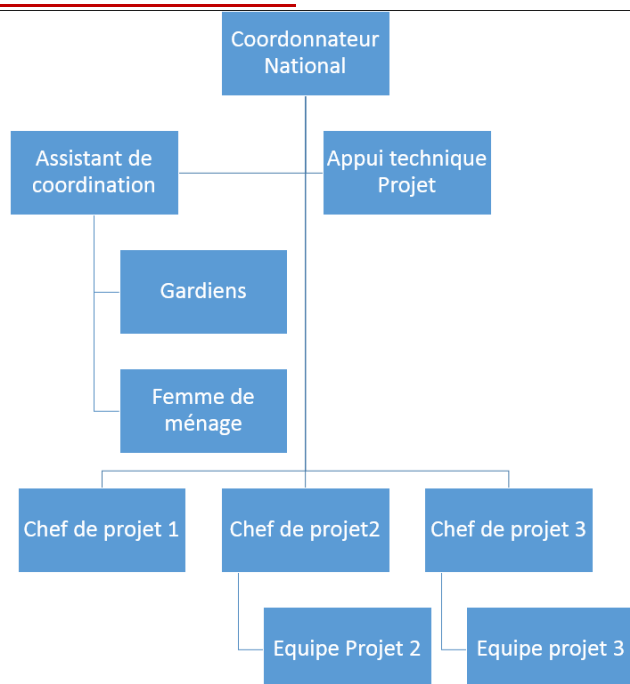 Coordonnateur
National
Assistant de
coordination
Appui technique
Projet
Gardiens
Femme de
ménage
Chef de projet 1
Chef de projet2
Chef de projet 3
Equipe Projet 2
Equipe projet 3